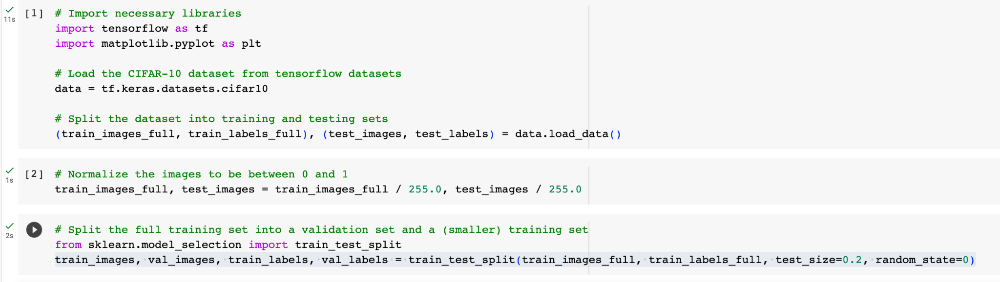 [1] # Import necessary libraries
11s
import tensorflow as tf
import matplotlib.pyplot as plt
# Load the CIFAR-10 dataset from tensorflow datasets
data = tf.keras.datasets.cifar10
# Split the dataset into training and testing sets
(train_images_full, train_labels_full), (test_images, test_labels) = data.load_data()
[2] # Normalize the images to be between 0 and 1
1s
train_images_full, test_images = train_images_full / 255.0, test_images / 255.0
# Split the full training set into a validation set and a (smaller) training set
2s
from sklearn.model_selection import train_test_split
train_images, val_images, train_labels, val_labels = train_test_split(train_images_full, train_labels_full, test_size=0.2, random_state=0)